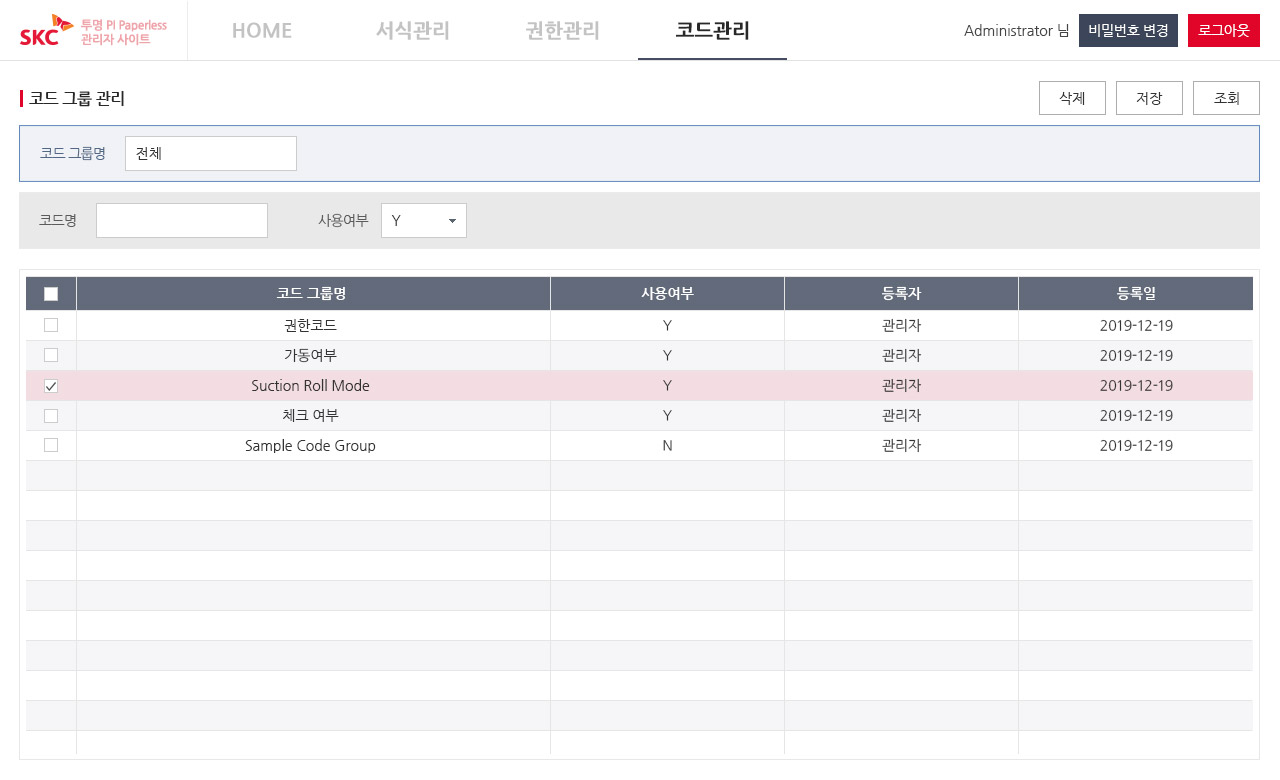 SKC 투명 PI Paperless 관리자 사이트
HOME 서식관리 권한관리 코드관리 Administrator 님 비밀번호 변경 로그아웃
코드 그룹 관리 삭제 저장 조회
코드 그룹명 전체
코드명 사용여부 Y
코드 그룹명 사용여부 등록자 등록일
권한코드 Y 관리자 2019-12-19
가동여부 Y 관리자 2019-12-19
Suction Roll Mode Y 관리자 2019-12-19
체크 여부 Y 관리자 2019-12-19
Sample Code Group N 관리자 2019-12-19